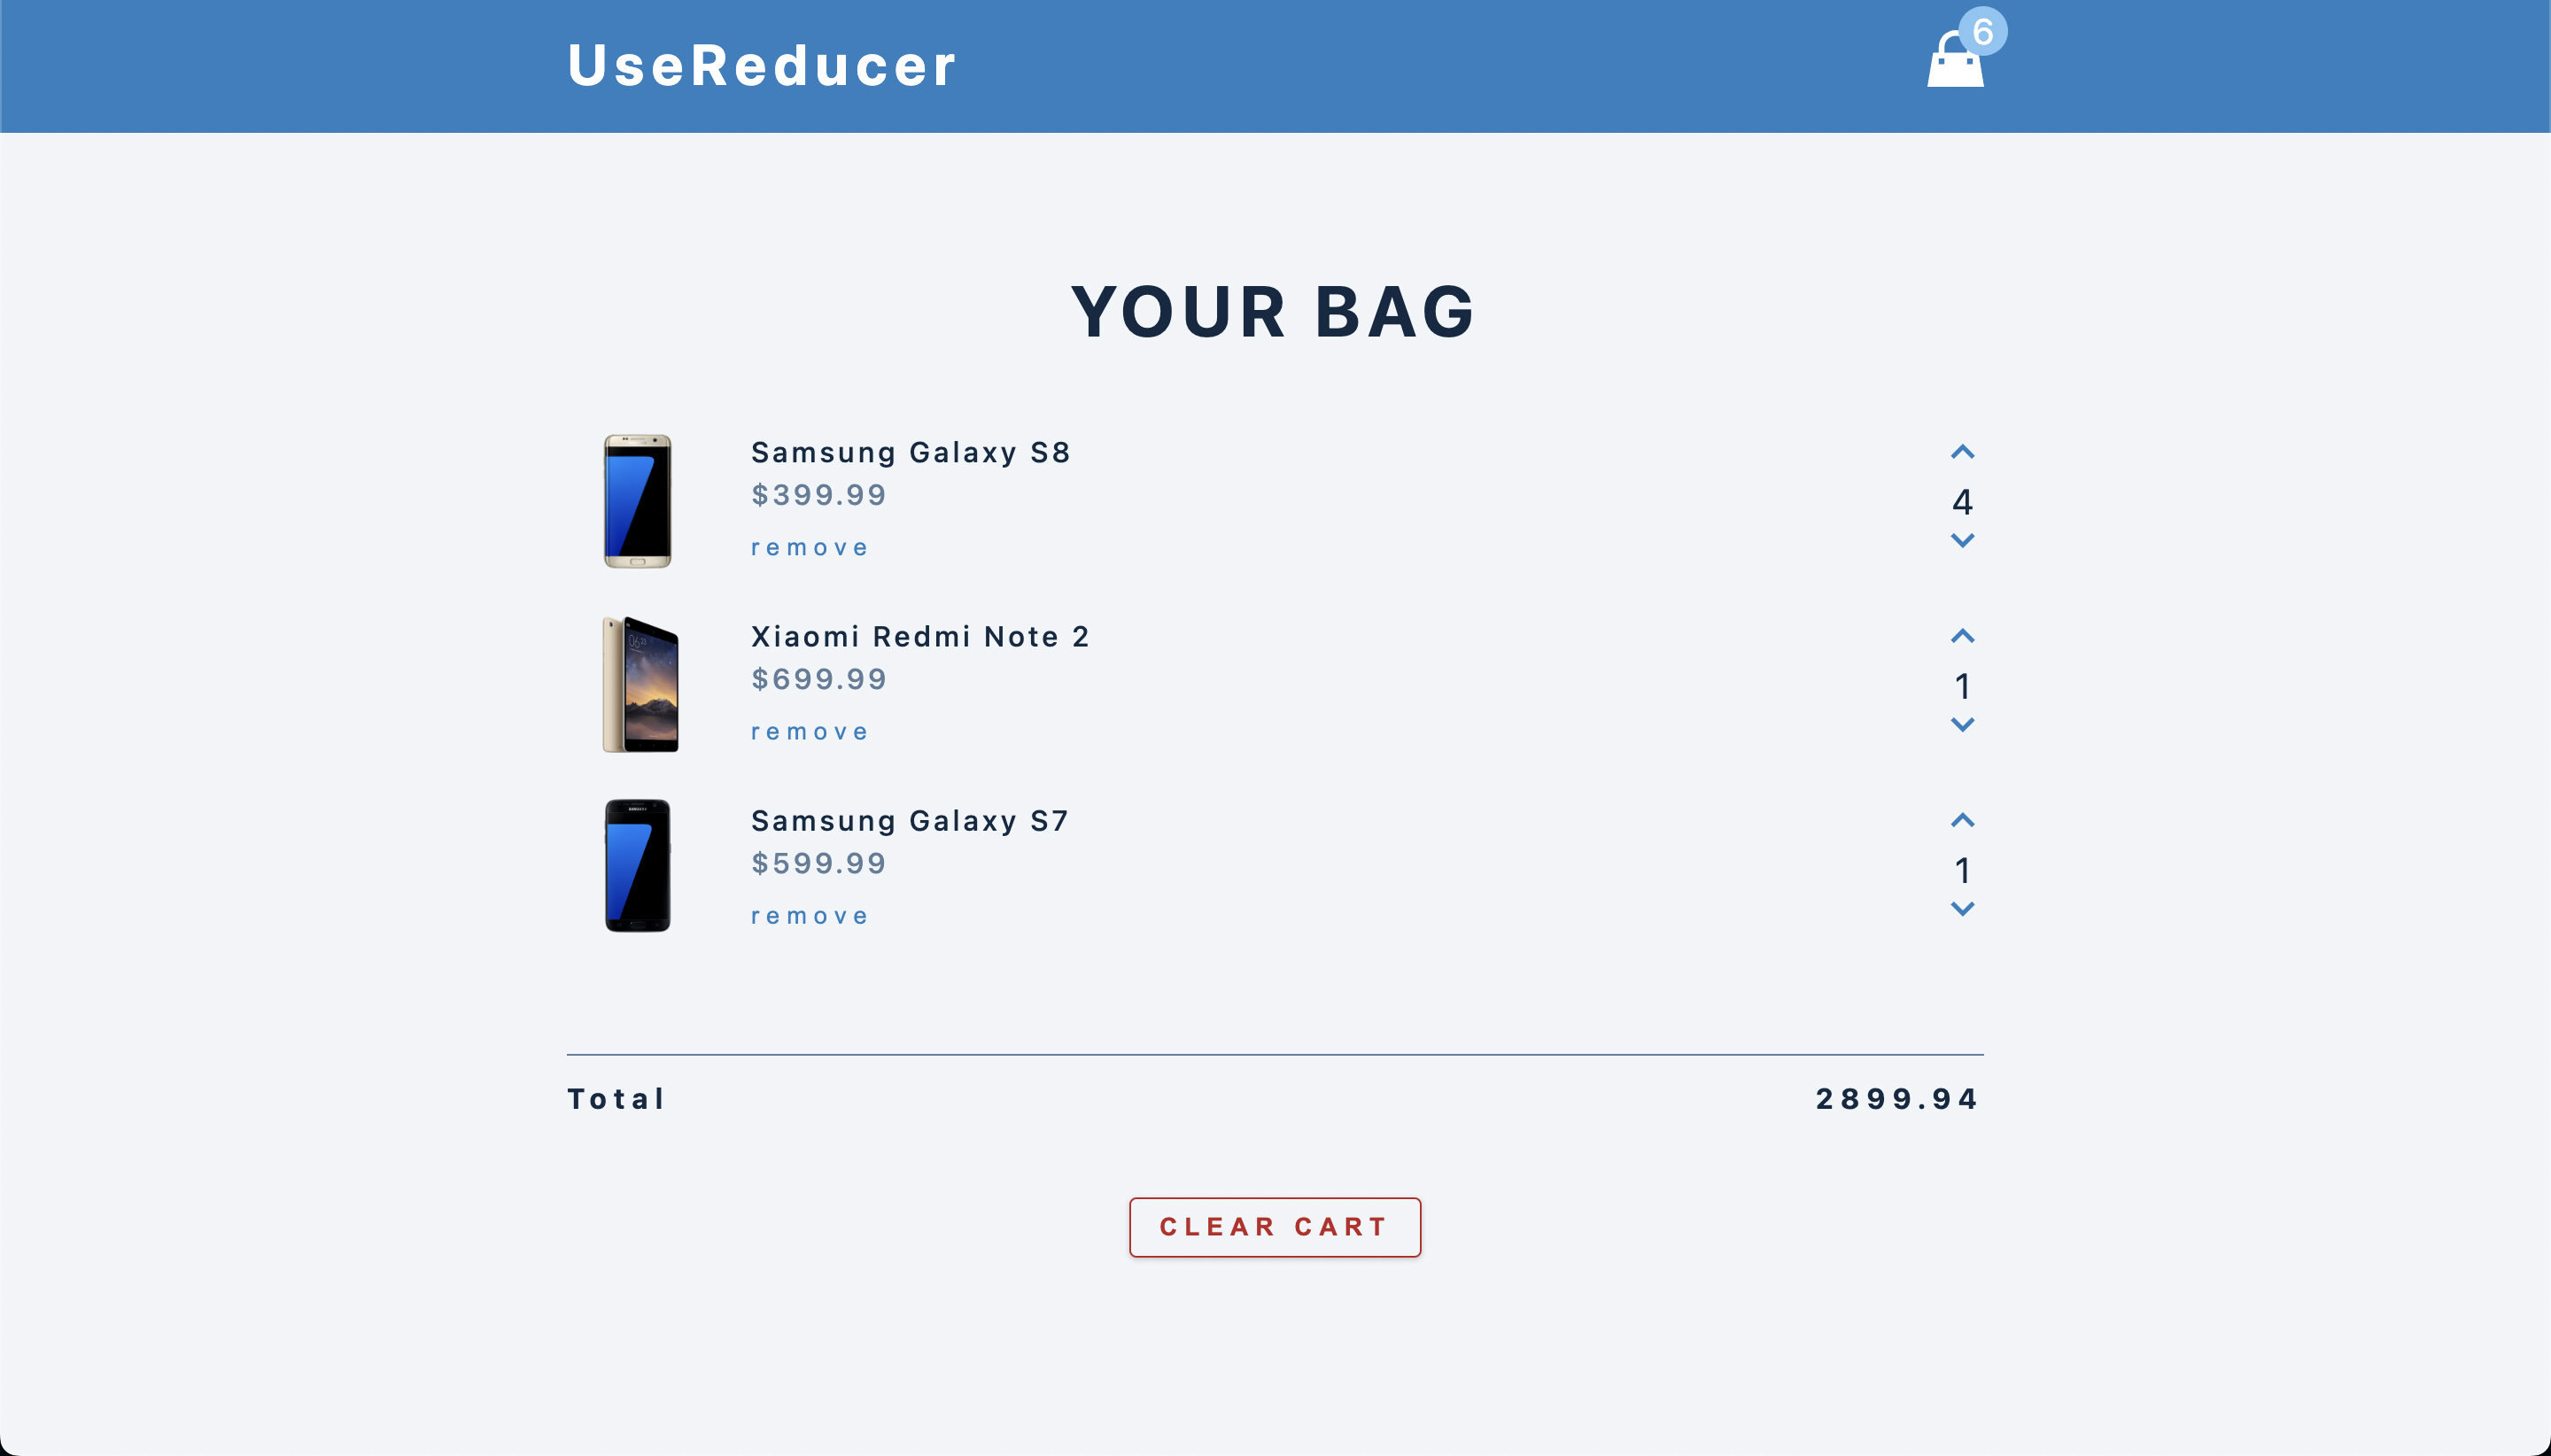 UseReducer
6
YOUR BAG
Samsung Galaxy S8
$399.99
remove
4
Xiaomi Redmi Note 2
$699.99
remove
1
Samsung Galaxy S7
$599.99
remove
1
Total
2899.94
CLEAR CART